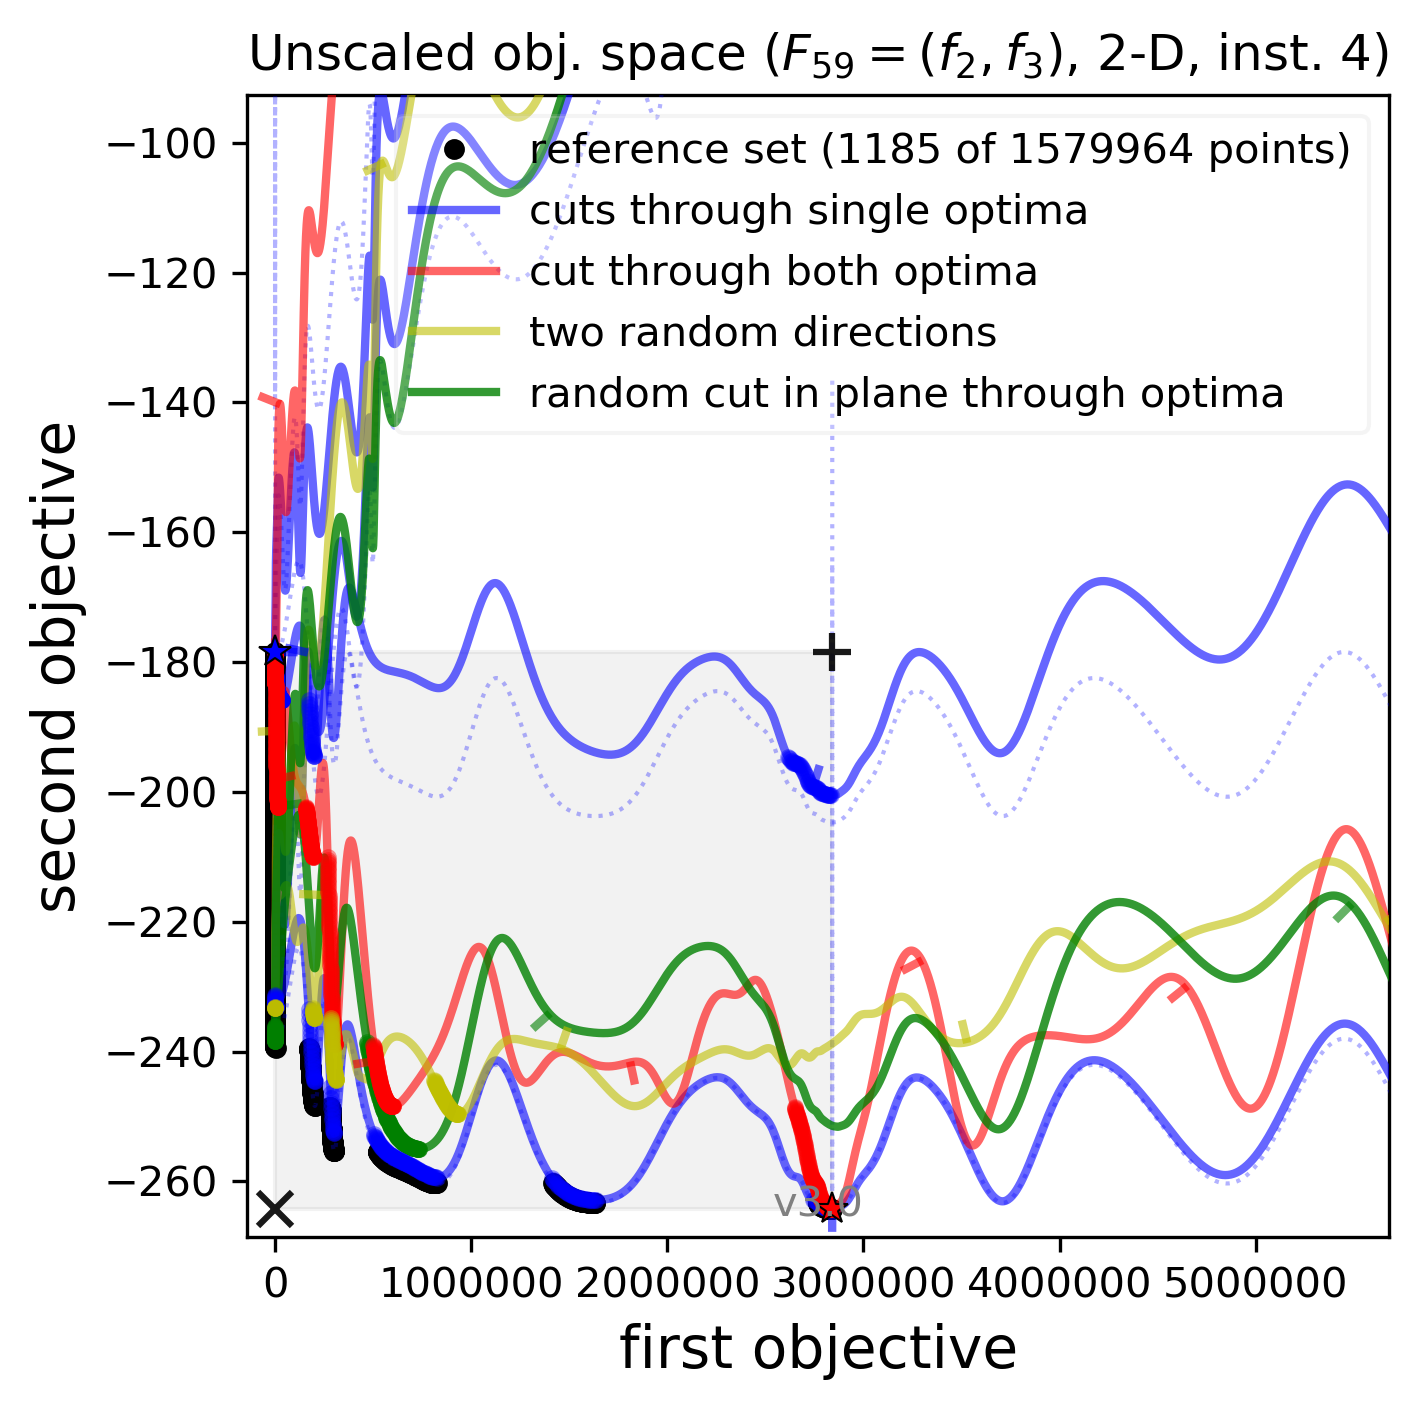 Unscaled obj. space (F₅₉ = (f₂, f₃), 2-D, inst. 4)
reference set (1185 of 1579964 points)
cuts through single optima
cut through both optima
two random directions
random cut in plane through optima
second objective
−100
−120
−140
−160
−180
−200
−220
−240
−260
v3.0
0 1000000 2000000 3000000 4000000 5000000
first objective